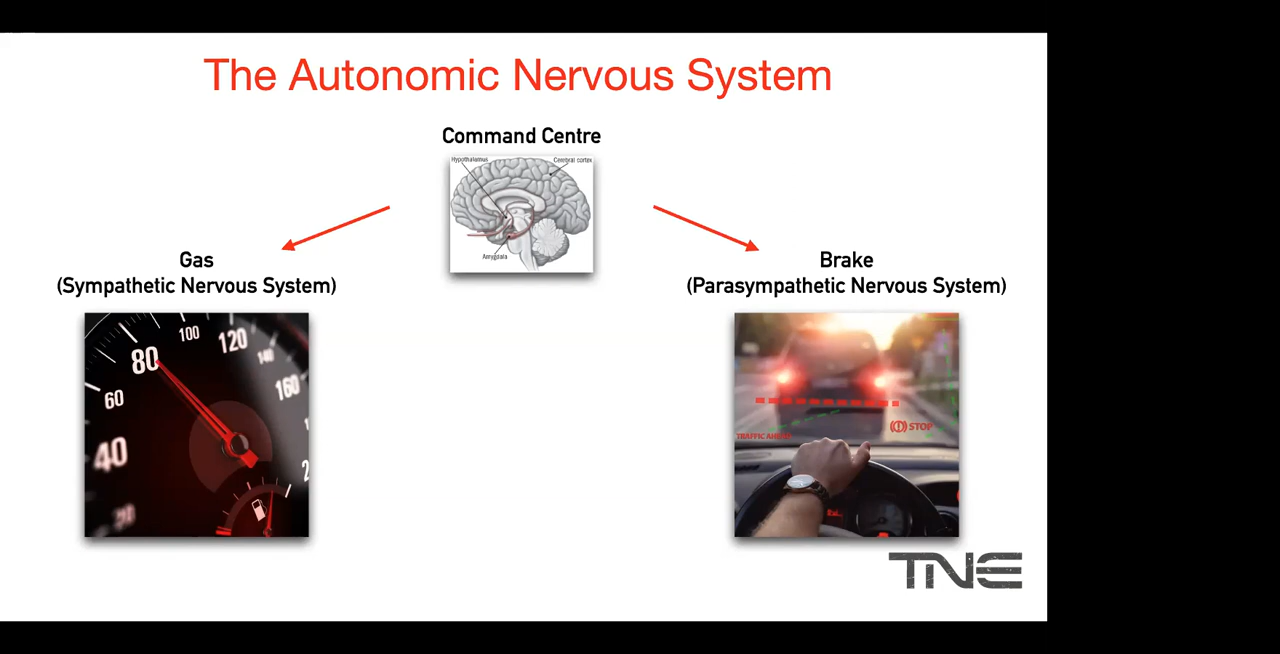 The Autonomic Nervous System
Command Centre
Hypothalamus
Cerebral cortex
Amygdala
Gas
(Sympathetic Nervous System)
Brake
(Parasympathetic Nervous System)
100
120
80
140
160
60
40
20
TRAFFIC AHEAD
STOP
TNE